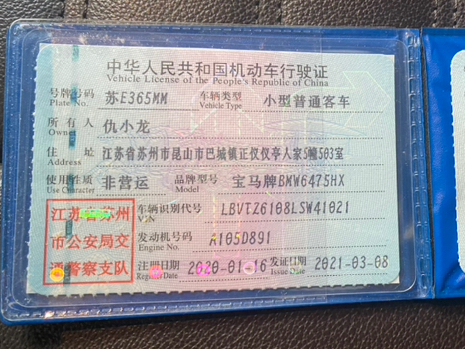 中华人民共和国机动车行驶证
Vehicle License of the People's Republic of China
号牌号码 苏E365MM 车辆类型 小型普通客车
Plate No. Vehicle Type
所有人 仇小龙
Owner
住址 江苏省苏州市昆山市巴城镇正仪仪亭人家5幢503室
Address
使用性质 非营运 品牌型号 宝马牌BMW6475HX
Use Character Model
江苏省苏州 车辆识别代号 LBVTZ6108LSW41021
VIN
市公安局交 发动机号码 A105D891
Engine No.
通警察支队 注册日期 2020-01-16 发证日期 2021-03-08
Register Date Issue Date